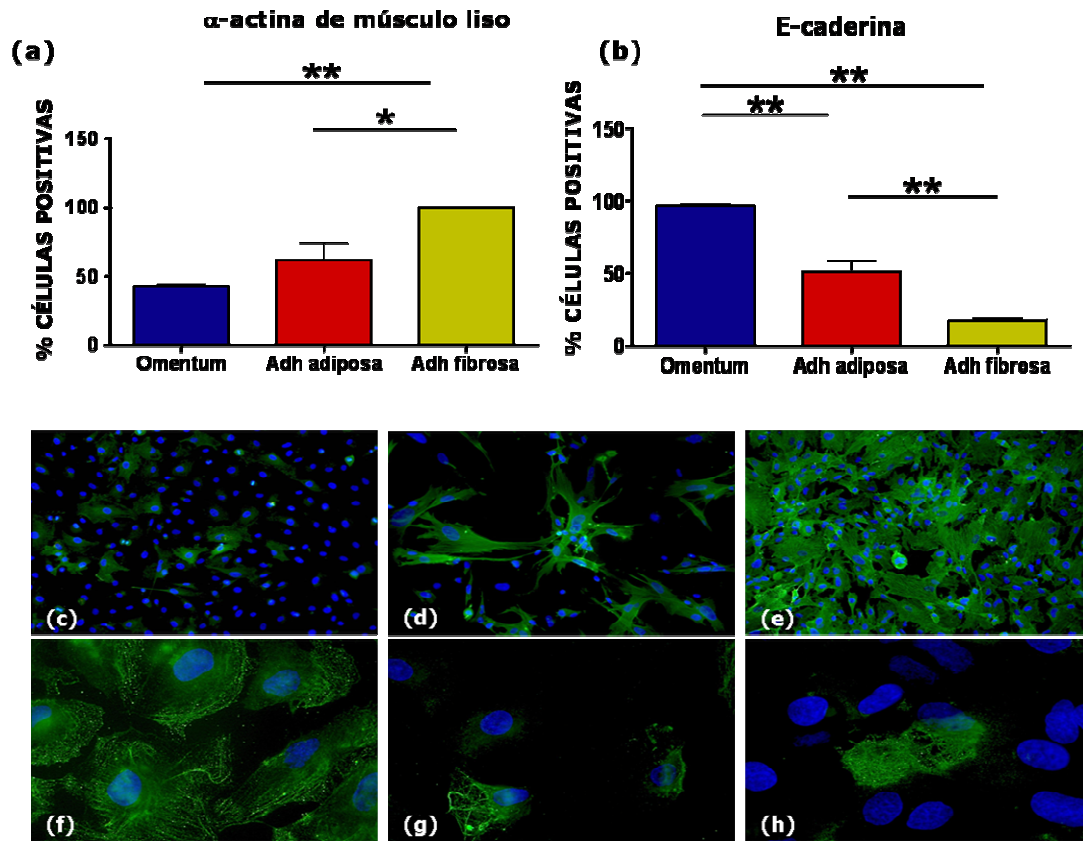 α-actina de músculo liso
(a)
**
*
% CÉLULAS POSITIVAS
150
100
50
0
Omentum Adh adiposa Adh fibrosa
E-caderina
(b)
**
**
**
% CÉLULAS POSITIVAS
150
100
50
0
Omentum Adh adiposa Adh fibrosa
(c)
(d)
(e)
(f)
(g)
(h)